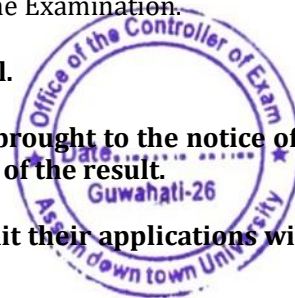 ne Examination.
l.
brought to the notice of
of the result.
it their applications wi
Office of the Controller of Exam
Date
Guwahati-26
Assam down town University